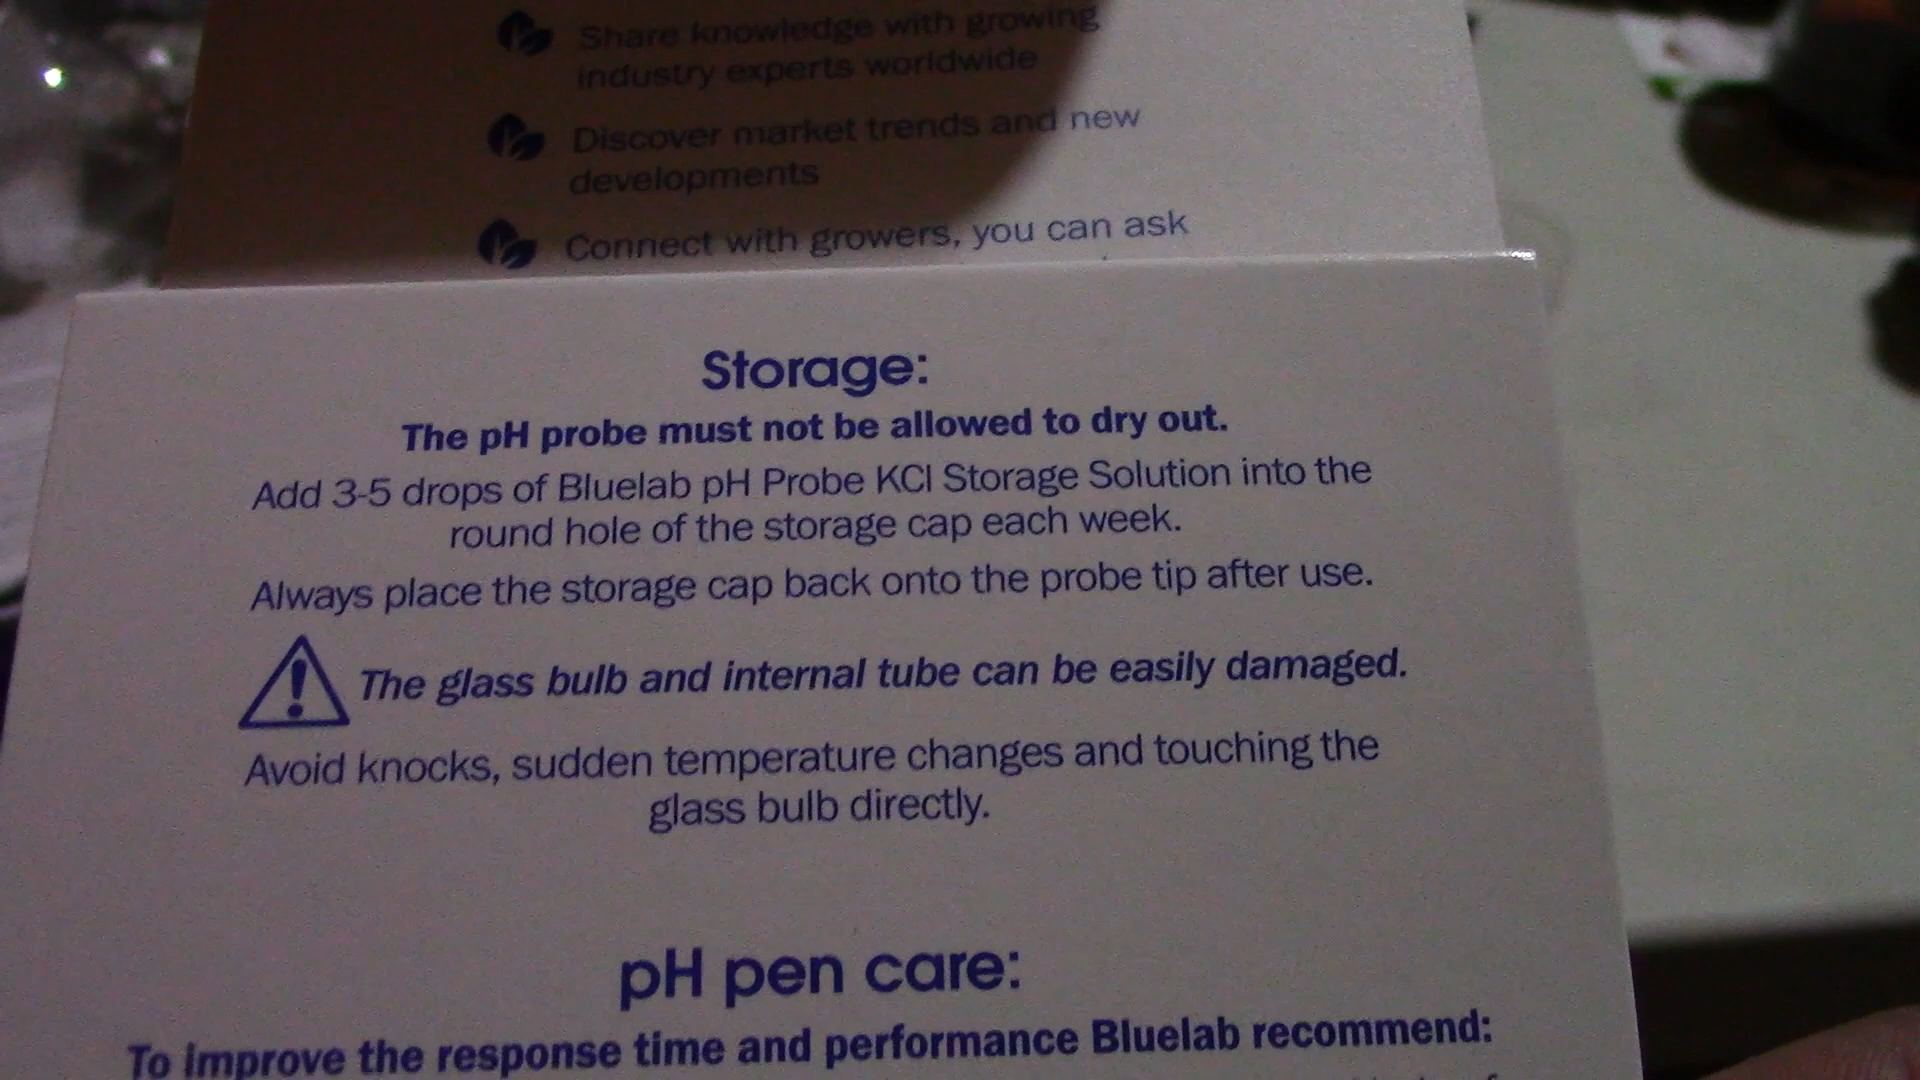 Share knowledge with growing
industry experts worldwide
Discover market trends and new
developments
Connect with growers, you can ask
Storage:
The pH probe must not be allowed to dry out.
Add 3-5 drops of Bluelab pH Probe KCl Storage Solution into the
round hole of the storage cap each week.
Always place the storage cap back onto the probe tip after use.
The glass bulb and internal tube can be easily damaged.
Avoid knocks, sudden temperature changes and touching the
glass bulb directly.
pH pen care:
To improve the response time and performance Bluelab recommend: